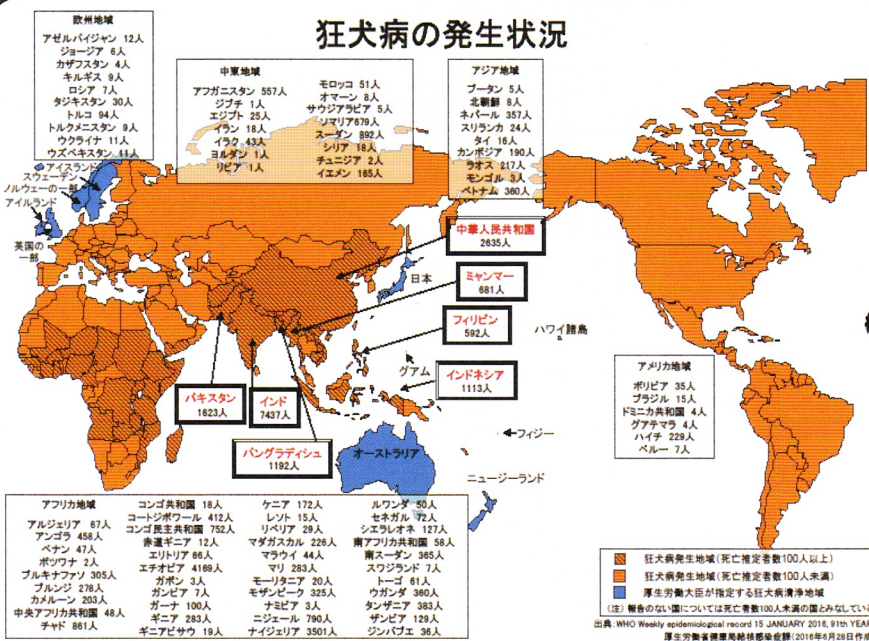 狂犬病の発生状況
欧州地域
アゼルバイジャン 12人
ジョージア 6人
カザフスタン 4人
キルギス 9人
ロシア 7人
タジキスタン 30人
トルコ 94人
トルクメニスタン 9人
ウクライナ 11人
ウズベキスタン 41人
中東地域
アフガニスタン 557人
ジブチ 1人
エジプト 25人
イラン 18人
イラク 43人
ヨルダン 1人
リビア 1人
モロッコ 51人
オマーン 8人
サウジアラビア 5人
ソマリア679人
スーダン 892人
シリア 18人
チュニジア 2人
イエメン 165人
アジア地域
ブータン 5人
北朝鮮 8人
ネパール 357人
スリランカ 24人
タイ 16人
カンボジア 190人
ラオス 217人
モンゴル 3人
ベトナム 360人
アイスランド
スウェーデン
ノルウェーの一部
アイルランド
英国の
一部
中華人民共和国
2635人
日本
ミャンマー
681人
フィリピン
592人
ハワイ諸島
グアム
インドネシア
1113人
パキスタン
1623人
インド
7437人
バングラディシュ
1192人
オーストラリア
フィジー
ニュージーランド
アメリカ地域
ボリビア 35人
ブラジル 15人
ドミニカ共和国 4人
グアテマラ 4人
ハイチ 229人
ペルー 7人
アフリカ地域
アルジェリア 67人
アンゴラ 458人
ベナン 47人
ボツワナ 2人
ブルキナファソ 305人
ブルンジ 278人
カメルーン 203人
中央アフリカ共和国 48人
チャド 861人
コンゴ共和国 18人
コートジボワール 412人
コンゴ民主共和国 752人
赤道ギニア 12人
エリトリア 66人
エチオピア 4169人
ガボン 3人
ガンビア 7人
ガーナ 100人
ギニア 283人
ギニアビサウ 19人
ケニア 172人
レソト 15人
リベリア 28人
マダガスカル 226人
マラウイ 44人
マリ 283人
モーリタニア 20人
モザンビーク 325人
ナミビア 3人
ニジェール 790人
ナイジェリア 3501人
ルワンダ 50人
セネガル 72人
シエラレオネ 127人
南アフリカ共和国 58人
南スーダン 365人
スワジランド 7人
トーゴ 61人
ウガンダ 360人
タンザニア 383人
ザンビア 129人
ジンバブエ 36人
狂犬病発生地域(死亡推定者数100人以上)
狂犬病発生地域(死亡推定者数100人未満)
厚生労働大臣が指定する狂犬病清浄地域
(注) 報告のない国については死亡者数100人未満の国とみなしている
出典:WHO Weekly epidemiological record 15 JANUARY 2016, 91th YEAR
厚生労働省健康局結核感染症課(2016年6月28日作成